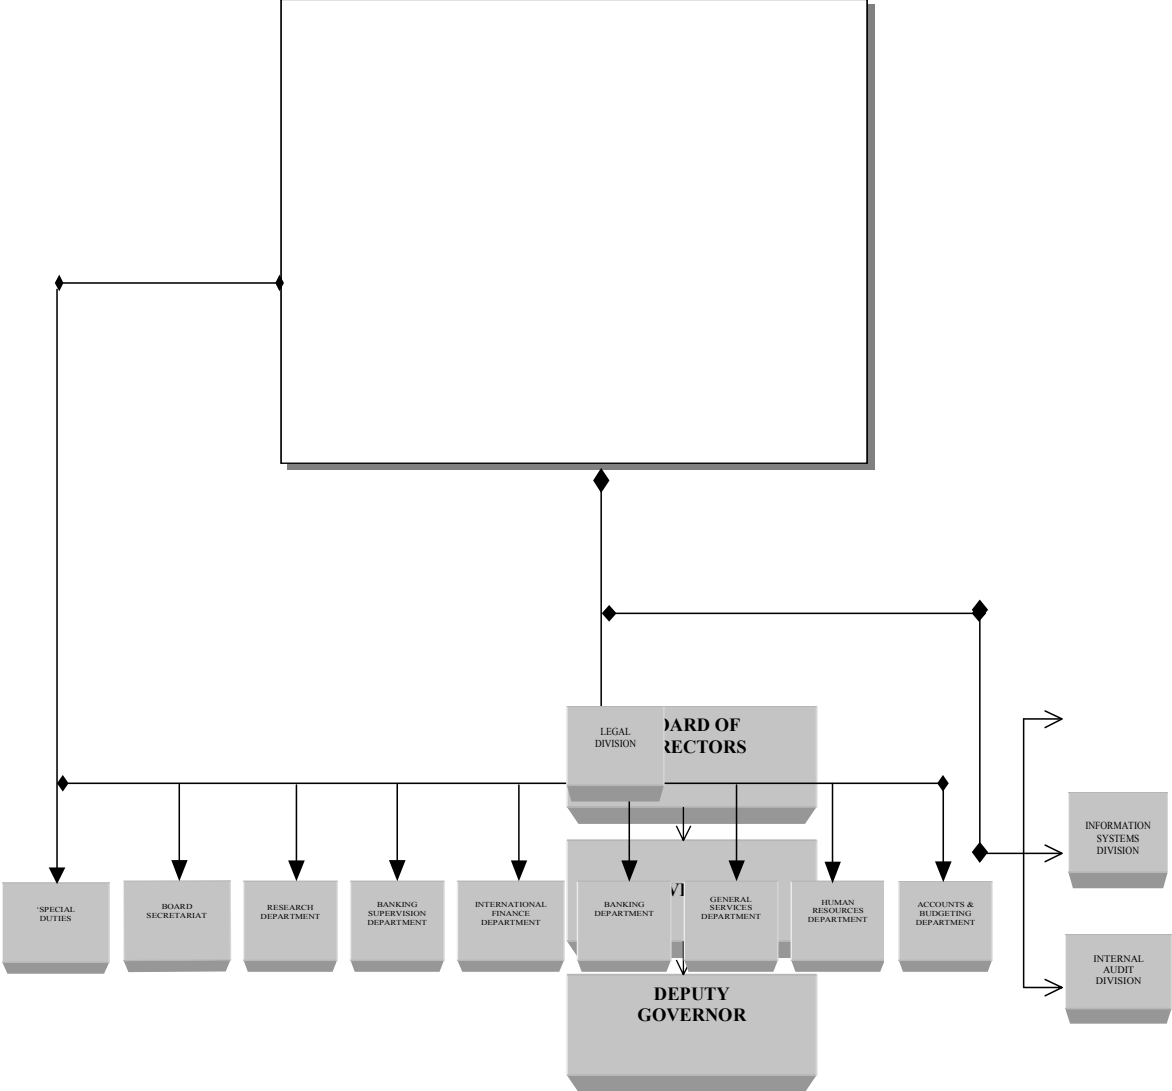 LEGAL
DIVISION
OARD OF
RECTORS
INFORMATION
SYSTEMS
DIVISION
‘SPECIAL
DUTIES
BOARD
SECRETARIAT
RESEARCH
DEPARTMENT
BANKING
SUPERVISION
DEPARTMENT
INTERNATIONAL
FINANCE
DEPARTMENT
BANKING
DEPARTMENT
GENERAL
SERVICES
DEPARTMENT
HUMAN
RESOURCES
DEPARTMENT
ACCOUNTS &
BUDGETING
DEPARTMENT
INTERNAL
AUDIT
DIVISION
DEPUTY
GOVERNOR